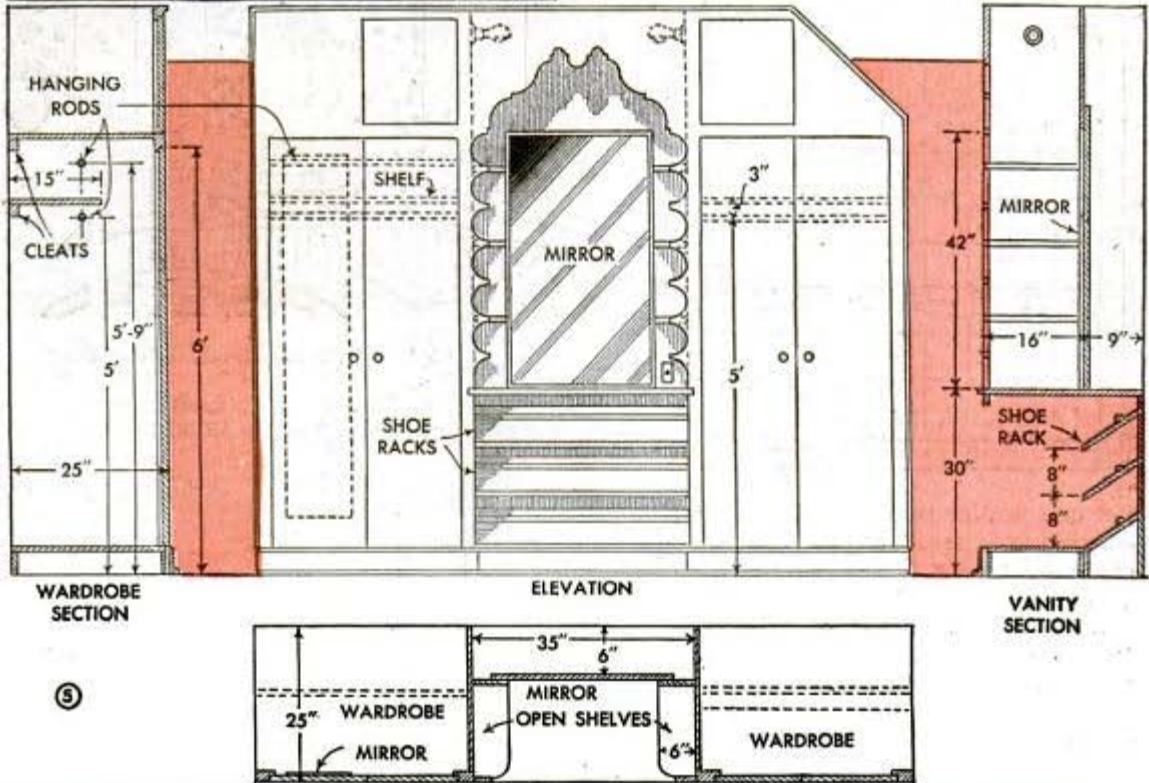 HANGING
RODS
15"
CLEATS
5'-9"
5'
6'
25"
WARDROBE
SECTION
SHELF
MIRROR
SHOE
RACKS
3"
5'
ELEVATION
42"
MIRROR
16"
9"
SHOE
RACK
30"
8"
8"
VANITY
SECTION
5
25"
WARDROBE
MIRROR
35"
6"
MIRROR
OPEN SHELVES
6"
WARDROBE